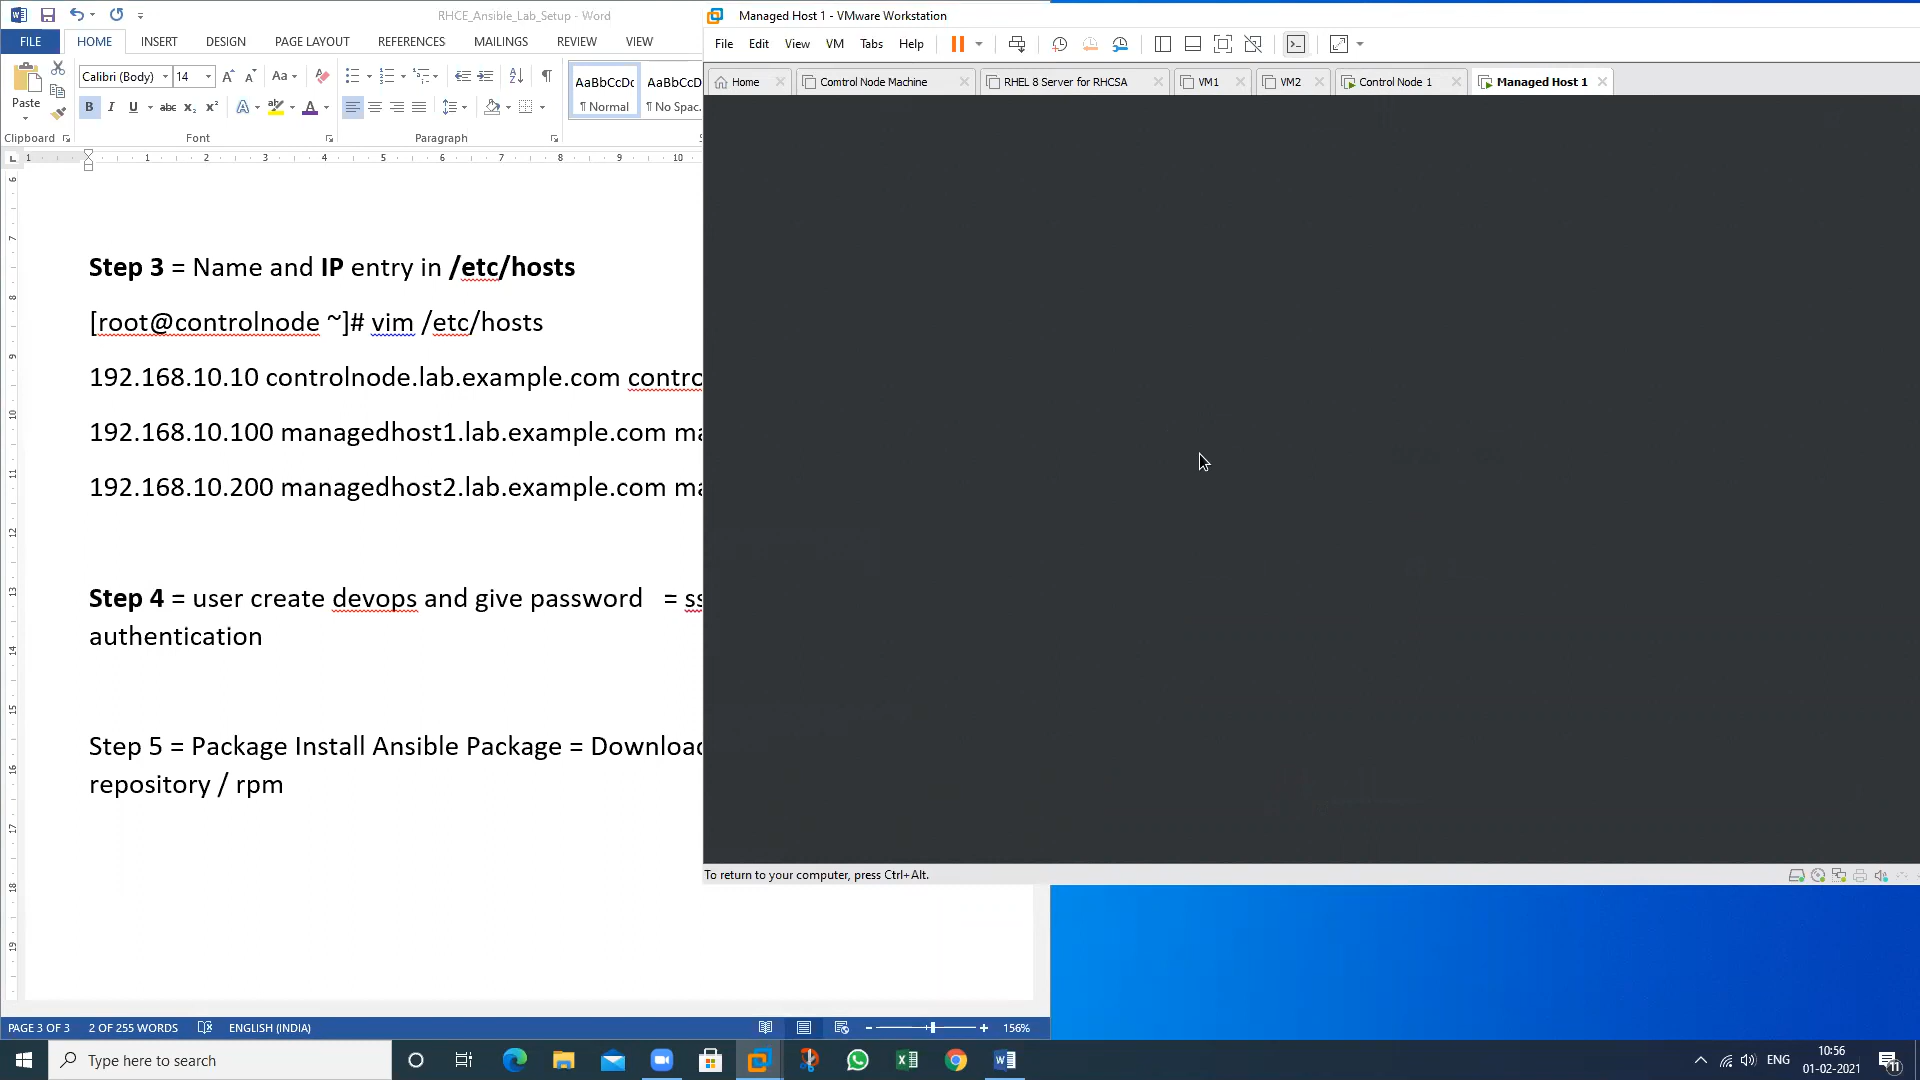 RHCE_Ansible_Lab_Setup - Word
FILE HOME INSERT DESIGN PAGE LAYOUT REFERENCES MAILINGS REVIEW VIEW
Calibri (Body) 14
Paste
AaBbCcDc AaBbCcDc
¶ Normal ¶ No Spac.
Clipboard Font Paragraph
Step 3 = Name and IP entry in /etc/hosts
[root@controlnode ~]# vim /etc/hosts
192.168.10.10 controlnode.lab.example.com contro
192.168.10.100 managedhost1.lab.example.com ma
192.168.10.200 managedhost2.lab.example.com ma
Step 4 = user create devops and give password = ss
authentication
Step 5 = Package Install Ansible Package = Download
repository / rpm
PAGE 3 OF 3 2 OF 255 WORDS ENGLISH (INDIA) 156%
Managed Host 1 - VMware Workstation
File Edit View VM Tabs Help
Home Comtrol Node Machine RHEL 8 Server for RHCSA VM1 VM2 Control Node 1 Managed Host 1
To return to your computer, press Ctrl+Alt.
Type here to search
ENG
10:56
01-02-2021
11